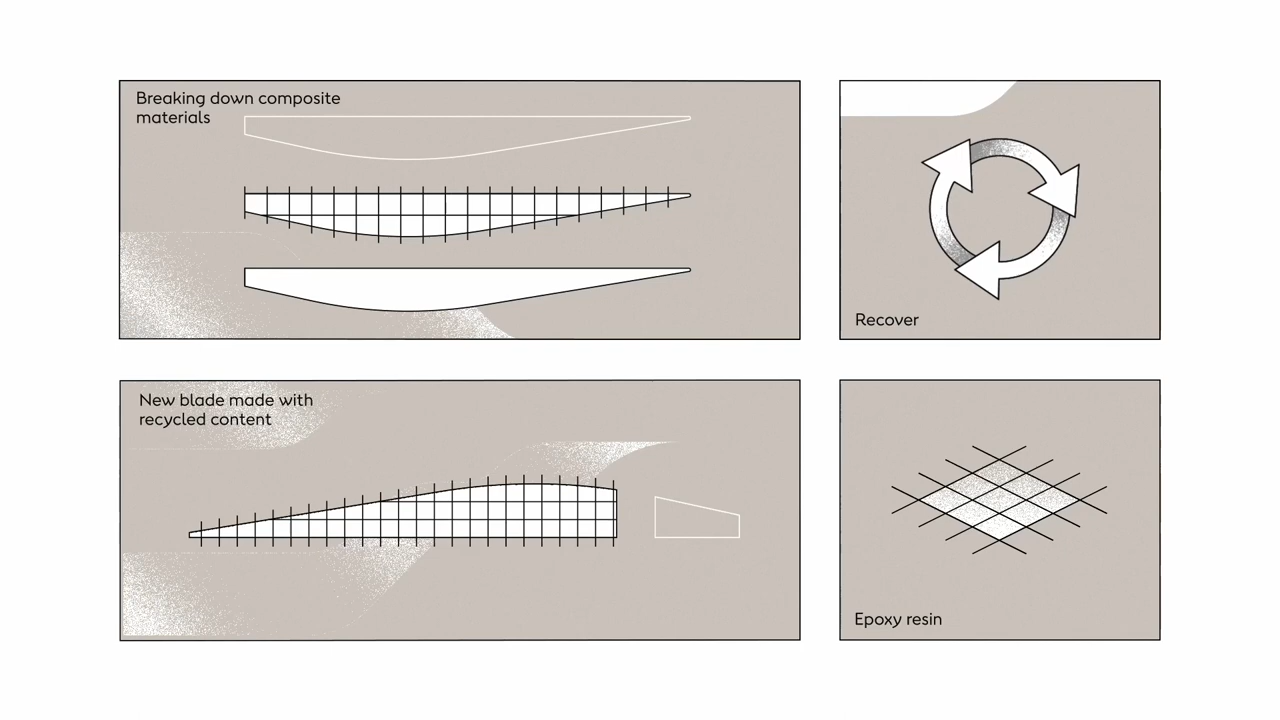 Breaking down composite
materials
Recover
New blade made with
recycled content
Epoxy resin